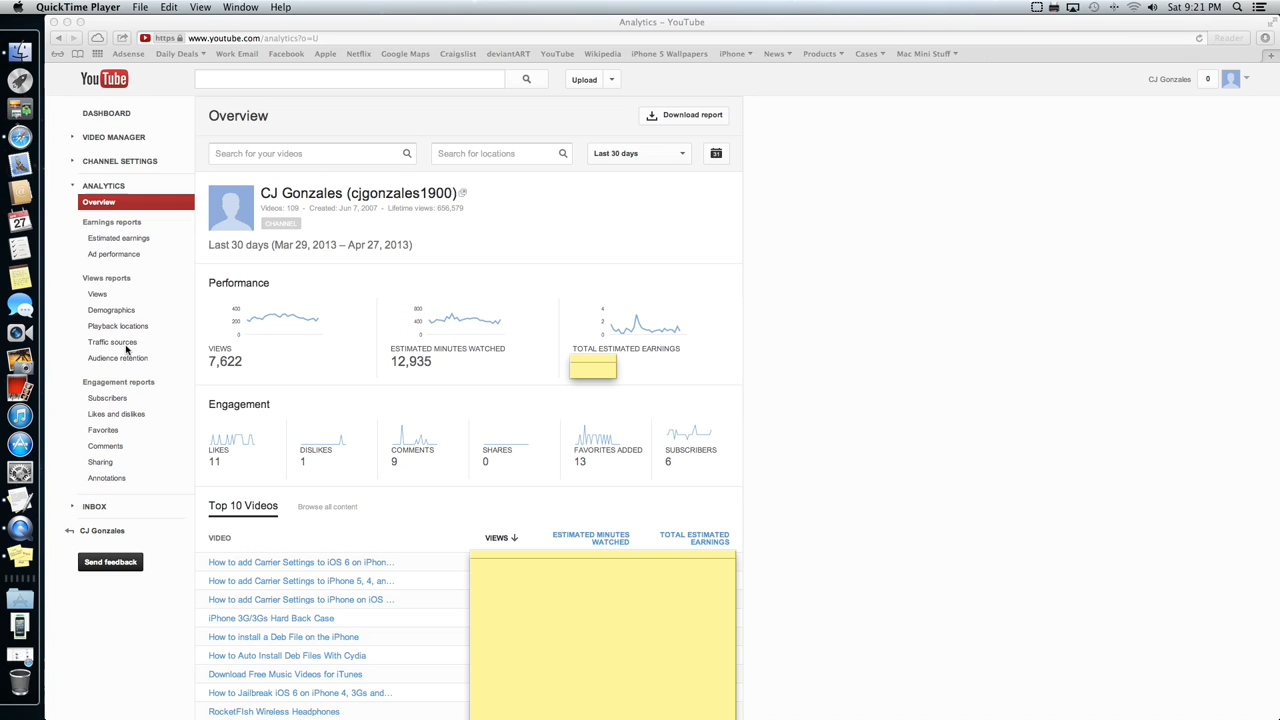 QuickTime Player File Edit View Window Help Sat 9:21 PM
Analytics - YouTube
https www.youtube.com/analytics?o=U Reader
Adsense Daily Deals Work Email Facebook Apple Netflix Google Maps Craigslist deviantART YouTube Wikipedia iPhone 5 Wallpapers iPhone News Products Cases Mac Mini Stuff
YouTube Upload CJ Gonzales 0
DASHBOARD
VIDEO MANAGER
CHANNEL SETTINGS
ANALYTICS
Overview
Earnings reports
Estimated earnings
Ad performance
Views reports
Views
Demographics
Playback locations
Traffic sources
Audience retention
Engagement reports
Subscribers
Likes and dislikes
Favorites
Comments
Sharing
Annotations
INBOX
CJ Gonzales
Send feedback
27
Overview
Download report
Search for your videos Search for locations Last 30 days 31
CJ Gonzales (cjgonzales1900)
Videos: 109 • Created: Jun 7, 2007 • Lifetime views: 656,579
CHANNEL
Last 30 days (Mar 29, 2013 – Apr 27, 2013)
Performance
400 800 4
200 400 2
0 0 0
VIEWS ESTIMATED MINUTES WATCHED TOTAL ESTIMATED EARNINGS
7,622 12,935
Engagement
LIKES DISLIKES COMMENTS SHARES FAVORITES ADDED SUBSCRIBERS
11 1 9 0 13 6
Top 10 Videos Browse all content
VIDEO VIEWS ESTIMATED MINUTES WATCHED TOTAL ESTIMATED EARNINGS
How to add Carrier Settings to iOS 6 on iPhon...
How to add Carrier Settings to iPhone 5, 4, an...
How to add Carrier Settings to iPhone on iOS ...
iPhone 3G/3Gs Hard Back Case
How to install a Deb File on the iPhone
How to Auto Install Deb Files With Cydia
Download Free Music Videos for iTunes
How to Jailbreak iOS 6 on iPhone 4, 3Gs and...
RocketFIsh Wireless Headphones